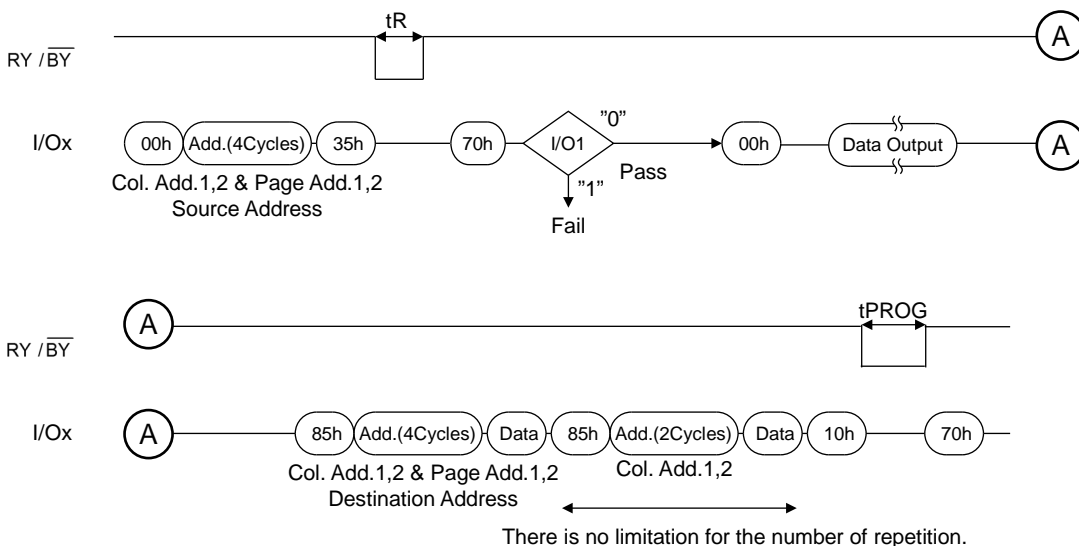 tR
A
RY / BY
I/Ox
00h Add.(4Cycles) 35h 70h I/O1 "0" 00h Data Output A
Pass
Col. Add.1,2 & Page Add.1,2
"1"
Source Address
Fail
A
tPROG
RY / BY
I/Ox
A 85h Add.(4Cycles) Data 85h Add.(2Cycles) Data 10h 70h
Col. Add.1,2 & Page Add.1,2 Col. Add.1,2
Destination Address
There is no limitation for the number of repetition.